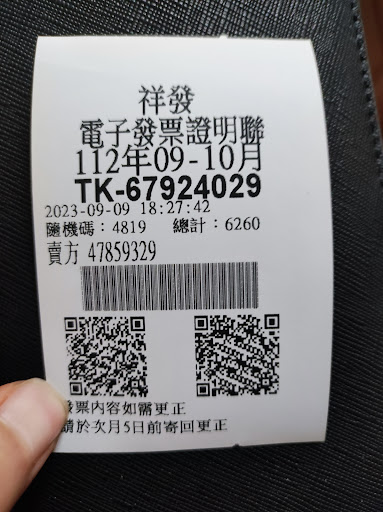 祥發
電子發票證明聯
112年09-10月
TK-67924029
2023-09-09 18:27:42
隨機碼：4819 總計：6260
賣方 47859329
發票內容如需更正
請於次月5日前寄回更正